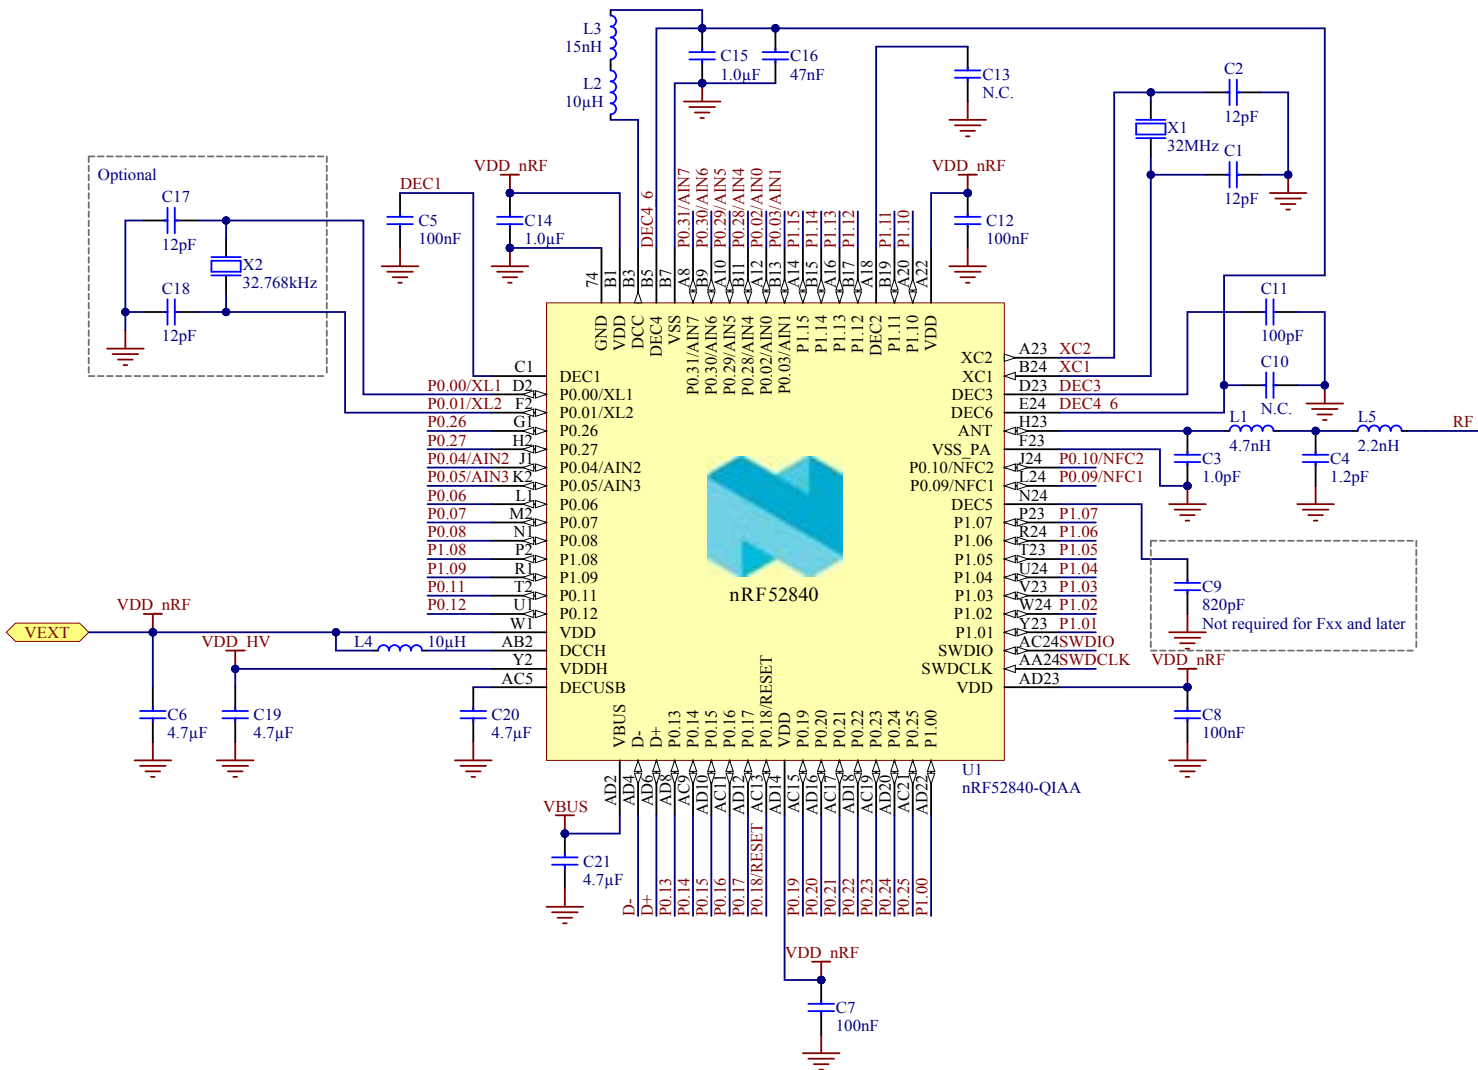 L3
15nH
L2
10µH
C15
1.0µF
C16
47nF
C13
N.C.
C2
12pF
X1
32MHz
C1
12pF
Optional
C17
12pF
X2
32.768kHz
C18
12pF
DEC1
C5
100nF
VDD_nRF
C14
1.0µF
DEC4_6
P0.31/AIN7
P0.30/AIN6
P0.29/AIN5
P0.28/AIN4
P0.02/AIN0
P0.03/AIN1
P1.15
P1.14
P1.13
P1.12
P1.11
P1.10
VDD_nRF
C12
100nF
74
B1
B3
B5
B7
A8
B9
A10
B11
A12
B13
A14
B15
A16
B17
A18
B19
A20
A22
GND
VDD
DCC
DEC4
VSS
P0.31/AIN7
P0.30/AIN6
P0.29/AIN5
P0.28/AIN4
P0.02/AIN0
P0.03/AIN1
P1.15
P1.14
P1.13
P1.12
DEC2
P1.11
P1.10
VDD
C1 DEC1
P0.00/XL1 D2 P0.00/XL1
P0.01/XL2 F2 P0.01/XL2
P0.26 G1 P0.26
P0.27 H2 P0.27
P0.04/AIN2 J1 P0.04/AIN2
P0.05/AIN3 K2 P0.05/AIN3
P0.06 L1 P0.06
P0.07 M2 P0.07
P0.08 N1 P0.08
P1.08 P2 P1.08
P1.09 R1 P1.09
P0.11 T2 P0.11
P0.12 U1 P0.12
W1 VDD
AB2 DCCH
Y2 VDDH
AC5 DECUSB
XC2 A23 XC2
XC1 B24 XC1
DEC3 D23 DEC3
DEC6 E24 DEC4_6
ANT H23
VSS_PA F23
P0.10/NFC2 J24 P0.10/NFC2
P0.09/NFC1 L24 P0.09/NFC1
DEC5 N24
P1.07 P23 P1.07
P1.06 R24 P1.06
P1.05 T23 P1.05
P1.04 U24 P1.04
P1.03 V23 P1.03
P1.02 W24 P1.02
P1.01 Y23 P1.01
SWDIO AC24 SWDIO
SWDCLK AA24 SWDCLK
VDD AD23
nRF52840
C11
100pF
C10
N.C.
L1
4.7nH
L5
2.2nH
RF
C3
1.0pF
C4
1.2pF
C9
820pF
Not required for Fxx and later
VDD_nRF
C8
100nF
VEXT
VDD_nRF
VDD_HV
L4
10µH
C6
4.7µF
C19
4.7µF
C20
4.7µF
VBUS
D-
D+
P0.13
P0.14
P0.15
P0.16
P0.17
P0.18/RESET
VDD
P0.19
P0.20
P0.21
P0.22
P0.23
P0.24
P0.25
P1.00
U1
nRF52840-QIAA
AD2
AD4
AD6
AD8
AC9
AD10
AC11
AD12
AC13
AD14
AC15
AD16
AC17
AD18
AC19
AD20
AC21
AD22
VBUS
C21
4.7µF
D-
D+
P0.13
P0.14
P0.15
P0.16
P0.17
P0.18/RESET
P0.19
P0.20
P0.21
P0.22
P0.23
P0.24
P0.25
P1.00
VDD_nRF
C7
100nF